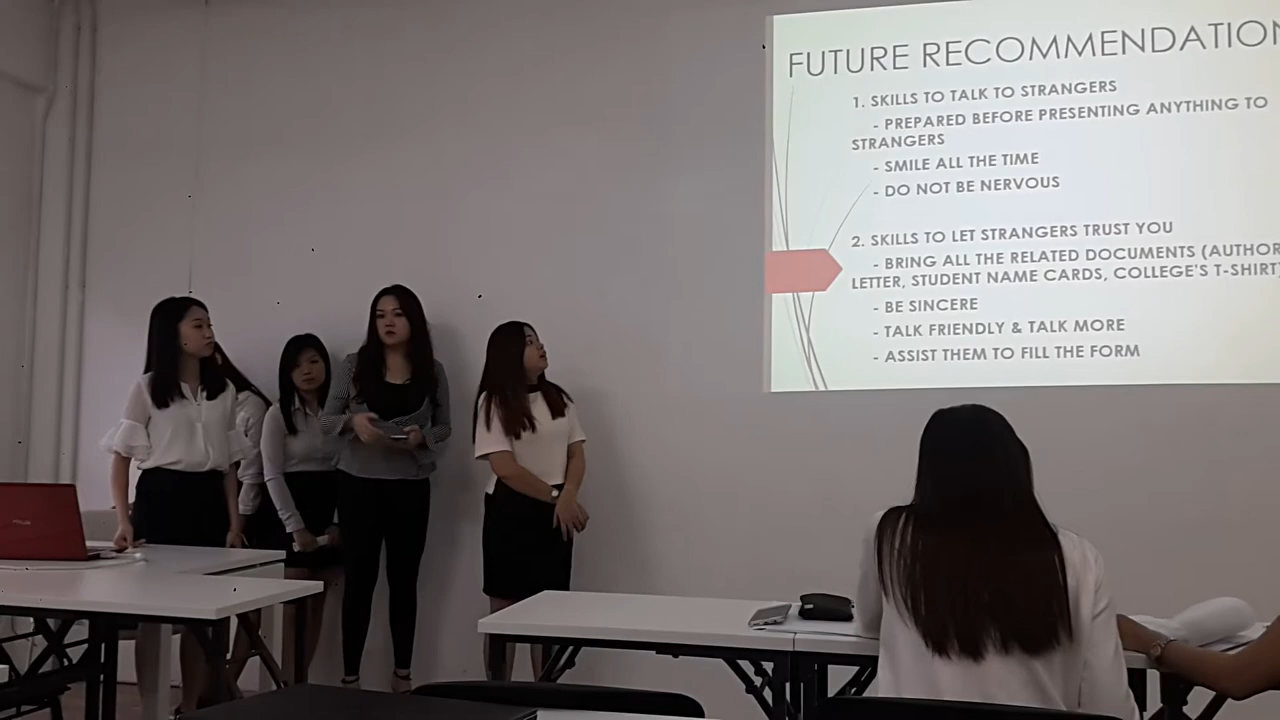 FUTURE RECOMMENDATION
1. SKILLS TO TALK TO STRANGERS
- PREPARED BEFORE PRESENTING ANYTHING TO
STRANGERS
- SMILE ALL THE TIME
- DO NOT BE NERVOUS
2. SKILLS TO LET STRANGERS TRUST YOU
- BRING ALL THE RELATED DOCUMENTS (AUTHOR
LETTER, STUDENT NAME CARDS, COLLEGE'S T-SHIRT)
- BE SINCERE
- TALK FRIENDLY & TALK MORE
- ASSIST THEM TO FILL THE FORM